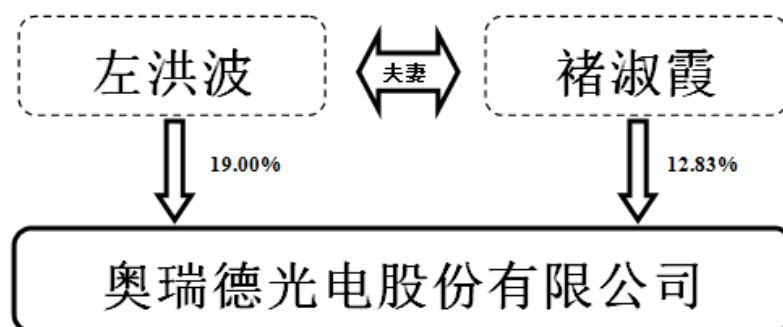 左洪波
夫妻
褚淑霞
19.00%
12.83%
奥瑞德光电股份有限公司